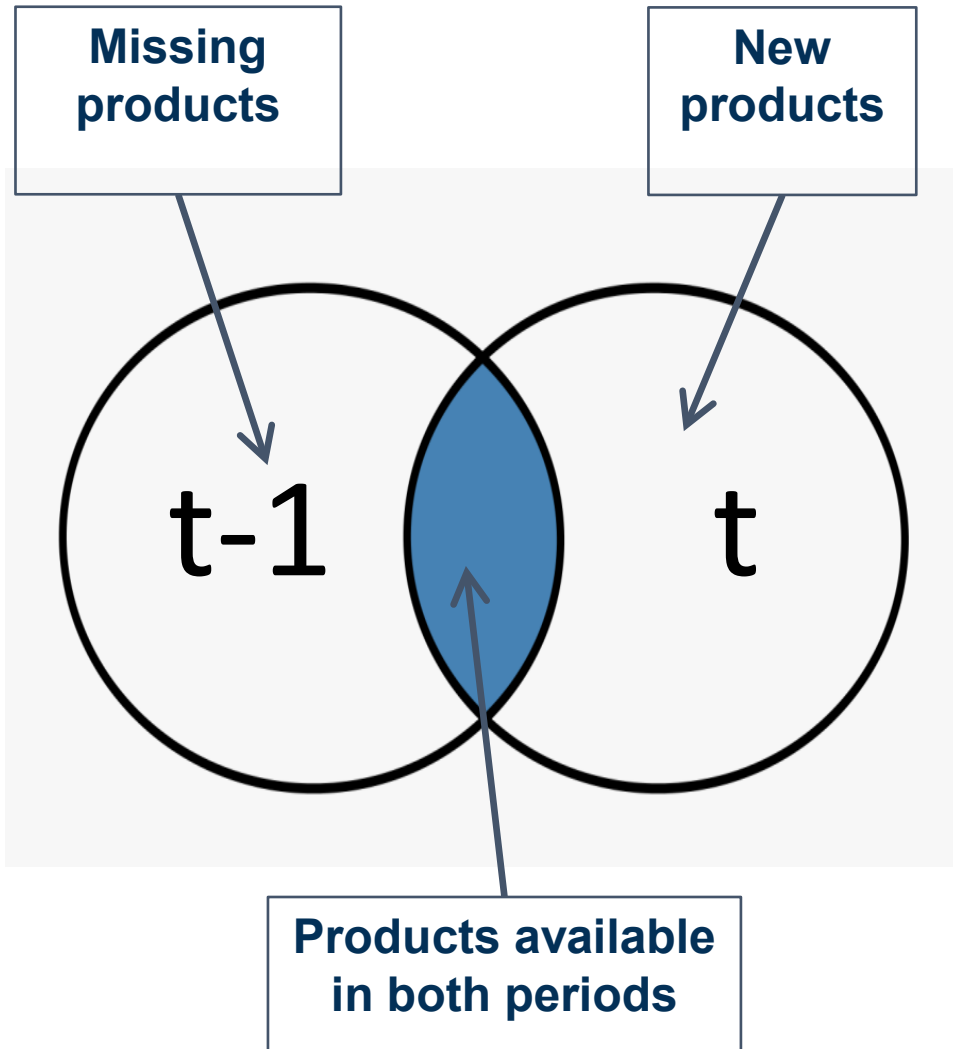 Missing
products
New
products
t-1
t
Products available
in both periods